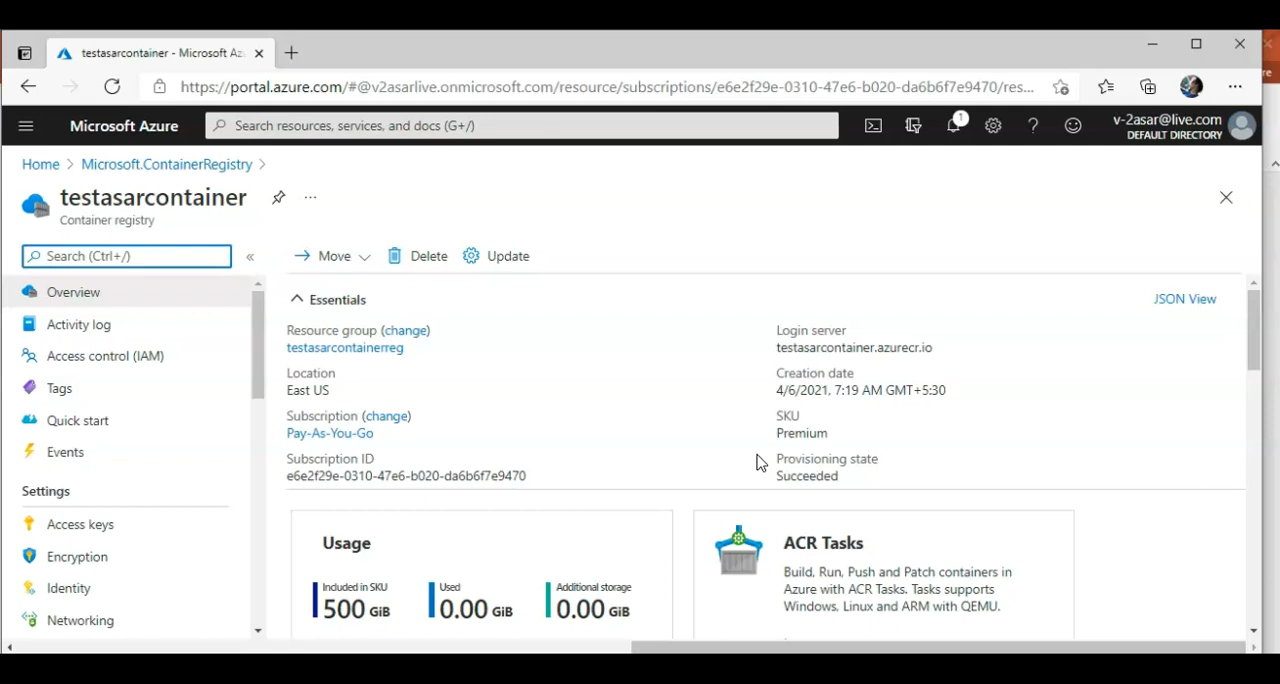 testasarcontainer - Microsoft Az
https://portal.azure.com/#@v2asarlive.onmicrosoft.com/resource/subscriptions/e6e2f29e-0310-47e6-b020-da6b6f7e9470/res...
re
Microsoft Azure
Search resources, services, and docs (G+/)
1
v-2asar@live.com
DEFAULT DIRECTORY
Home > Microsoft.ContainerRegistry >
testasarcontainer
...
Container registry
Search (Ctrl+/)
«
Move
Delete
Update
Overview
Activity log
Access control (IAM)
Tags
Quick start
Events
Settings
Access keys
Encryption
Identity
Networking
Essentials
JSON View
Resource group (change)
testasarcontainerreg
Location
East US
Subscription (change)
Pay-As-You-Go
Subscription ID
e6e2f29e-0310-47e6-b020-da6b6f7e9470
Login server
testasarcontainer.azurecr.io
Creation date
4/6/2021, 7:19 AM GMT+5:30
SKU
Premium
Provisioning state
Succeeded
Usage
Included in SKU
500 GiB
Used
0.00 GiB
Additional storage
0.00 GiB
ACR Tasks
Build, Run, Push and Patch containers in
Azure with ACR Tasks. Tasks supports
Windows, Linux and ARM with QEMU.